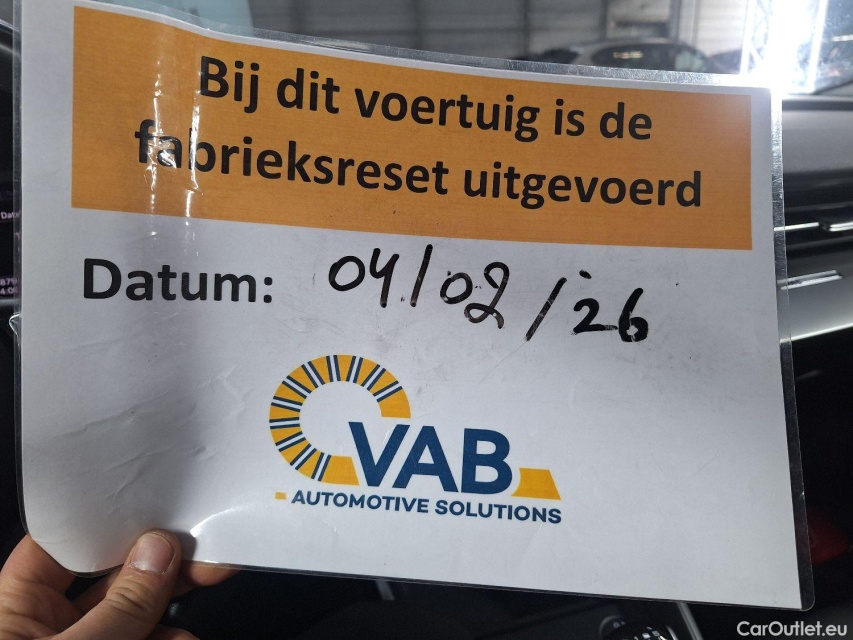 Bij dit voertuig is de
fabrieksreset uitgevoerd
Datum: 04/02/'26
VAB
AUTOMOTIVE SOLUTIONS
CarOutlet.eu